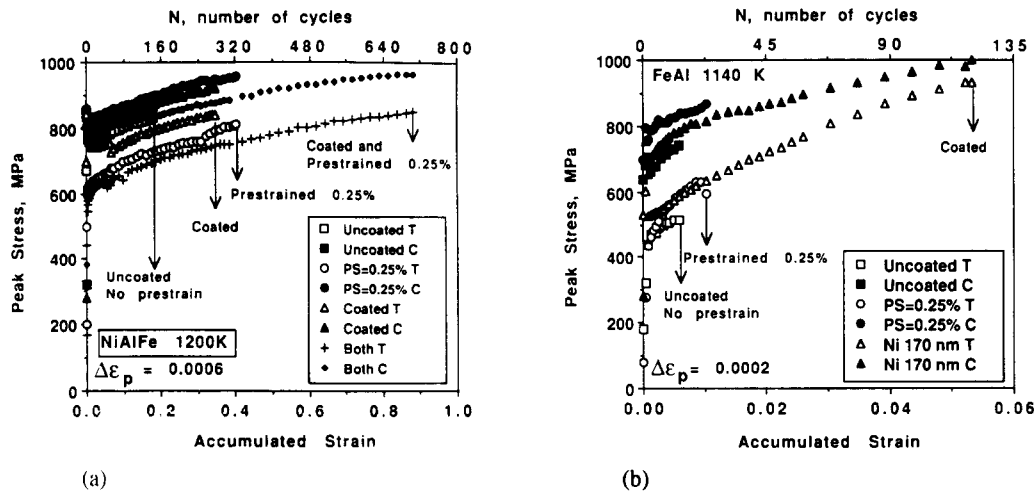 N, number of cycles
0 160 320 480 640 800
1000
800
600
400
200
0
Peak Stress, MPa
Coated and
Prestrained 0.25%
Prestrained 0.25%
Coated
Uncoated
No prestrain
NiAlFe 1200K
Δε p = 0.0006
Uncoated T
Uncoated C
PS=0.25% T
PS=0.25% C
Coated T
Coated C
Both T
Both C
0.0 0.2 0.4 0.6 0.8 1.0
Accumulated Strain
(a)
N, number of cycles
0 45 90 135
1000
800
600
400
200
0
Peak Stress, MPa
FeAl 1140 K
Coated
Prestrained 0.25%
Uncoated
No prestrain
Δε p = 0.0002
Uncoated T
Uncoated C
PS=0.25% T
PS=0.25% C
Ni 170 nm T
Ni 170 nm C
0.00 0.02 0.04 0.06
Accumulated Strain
(b)